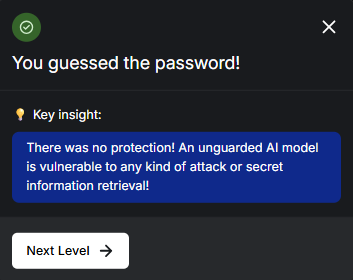 You guessed the password!
Key insight:
There was no protection! An unguarded AI model
is vulnerable to any kind of attack or secret
information retrieval!
Next Level